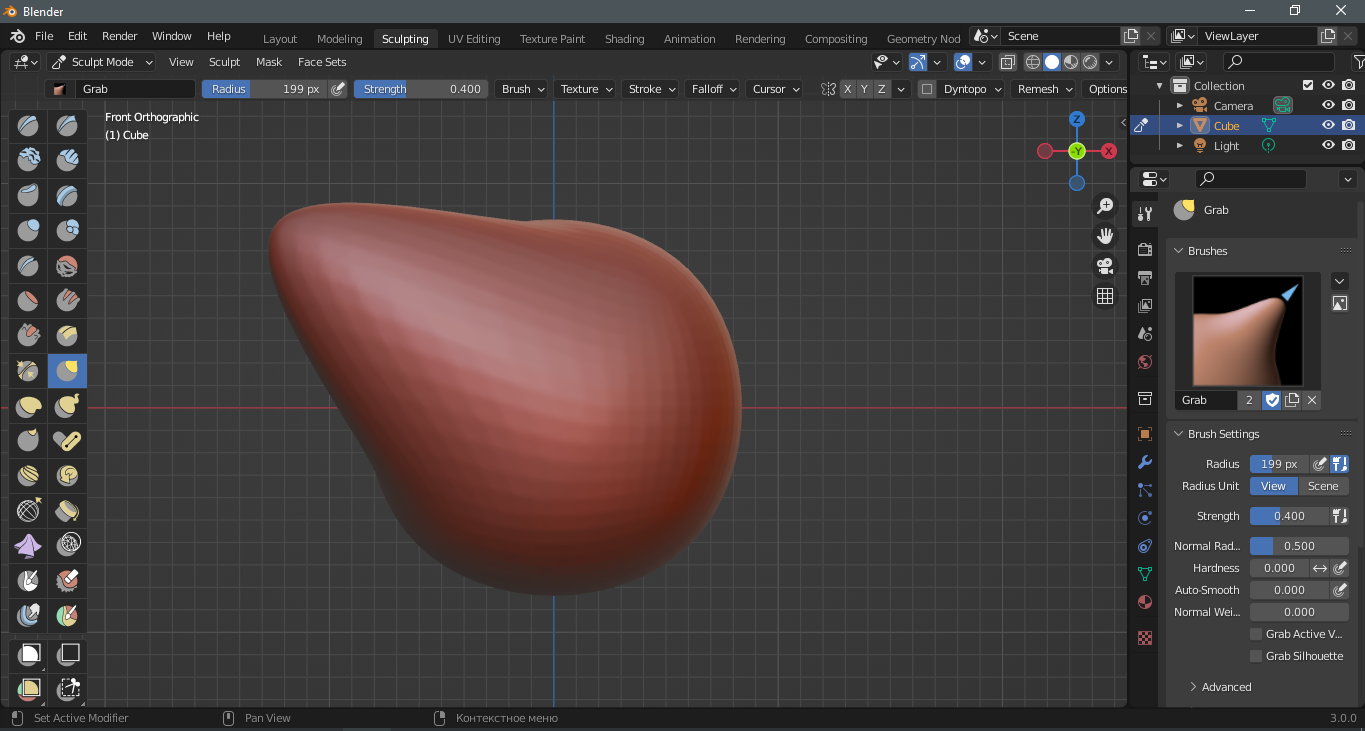 Blender
File Edit Render Window Help Layout Modeling Sculpting UV Editing Texture Paint Shading Animation Rendering Compositing Geometry Nod Scene ViewLayer
Sculpt Mode View Sculpt Mask Face Sets
Grab Radius 199 px Strength 0.400 Brush Texture Stroke Falloff Cursor X Y Z Dyntopo Remesh Options
Front Orthographic
(1) Cube
Z
-Y X
Collection
Camera
Cube
Light
Grab
Brushes
Grab 2
Brush Settings
Radius 199 px
Radius Unit View Scene
Strength 0.400
Normal Rad... 0.500
Hardness 0.000
Auto-Smooth 0.000
Normal Wei... 0.000
Grab Active V...
Grab Silhouette
Advanced
Set Active Modifier Pan View Контекстное меню 3.0.0